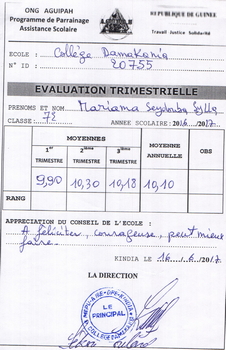 ONG AGUIPAH
Programme de Parrainage
Assistance Scolaire
REPUBLIQUE DE GUINEE
Travail Justice Solidarité
ECOLE : Collège Damakania
N° ID : 20755
EVALUATION TRIMESTRIELLE
PRENOMS ET NOM Mariama Seydouba Sylla
CLASSE: 7è ANNEE SCOLAIRE: 2016 /2017
MOYENNES
1er TRIMESTRE 2ième TRIMESTRE 3ième TRIMESTRE MOYENNE ANNUELLE OBS
9,90 10,30 10,18 10,10
RANG
APPRECIATION DU CONSEIL DE L'ECOLE :
A féliciter, courageuse, peut mieux
faire.
KINDIA LE 16 /6 /2017
LA DIRECTION
LE PRINCIPAL